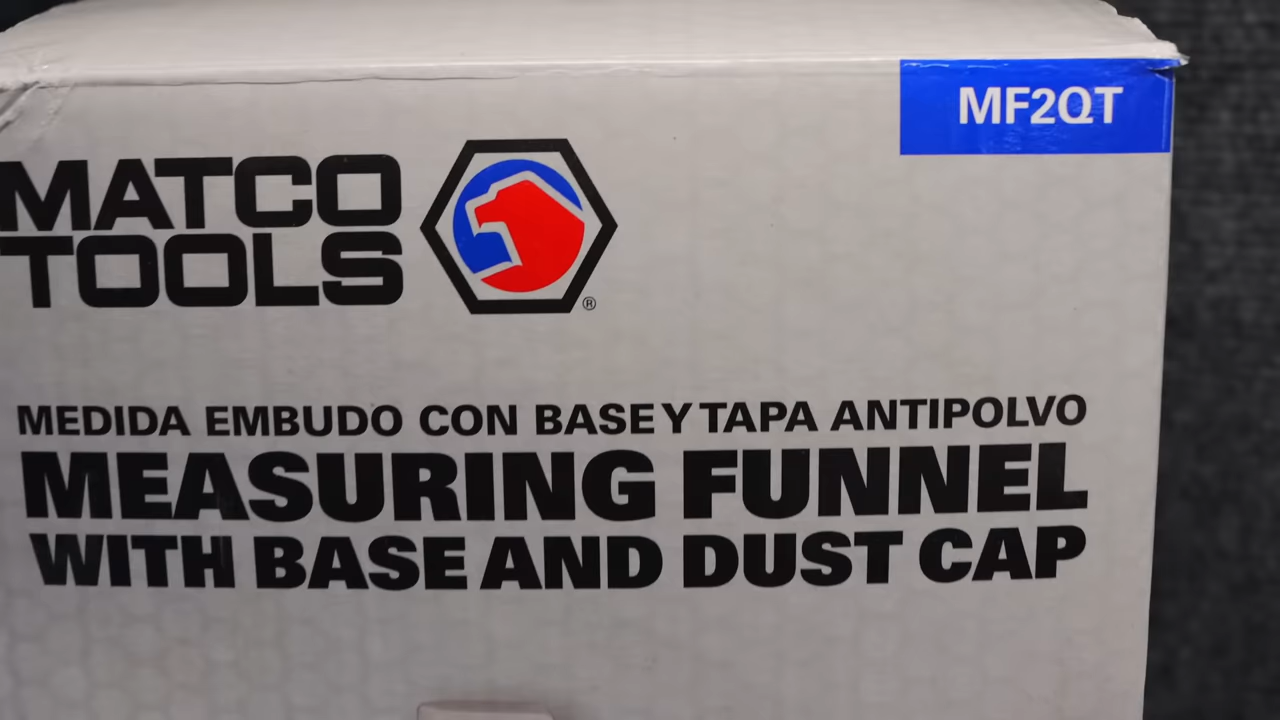 MF2QT
MATCO
TOOLS
®
MEDIDA EMBUDO CON BASE Y TAPA ANTIPOLVO
MEASURING FUNNEL
WITH BASE AND DUST CAP